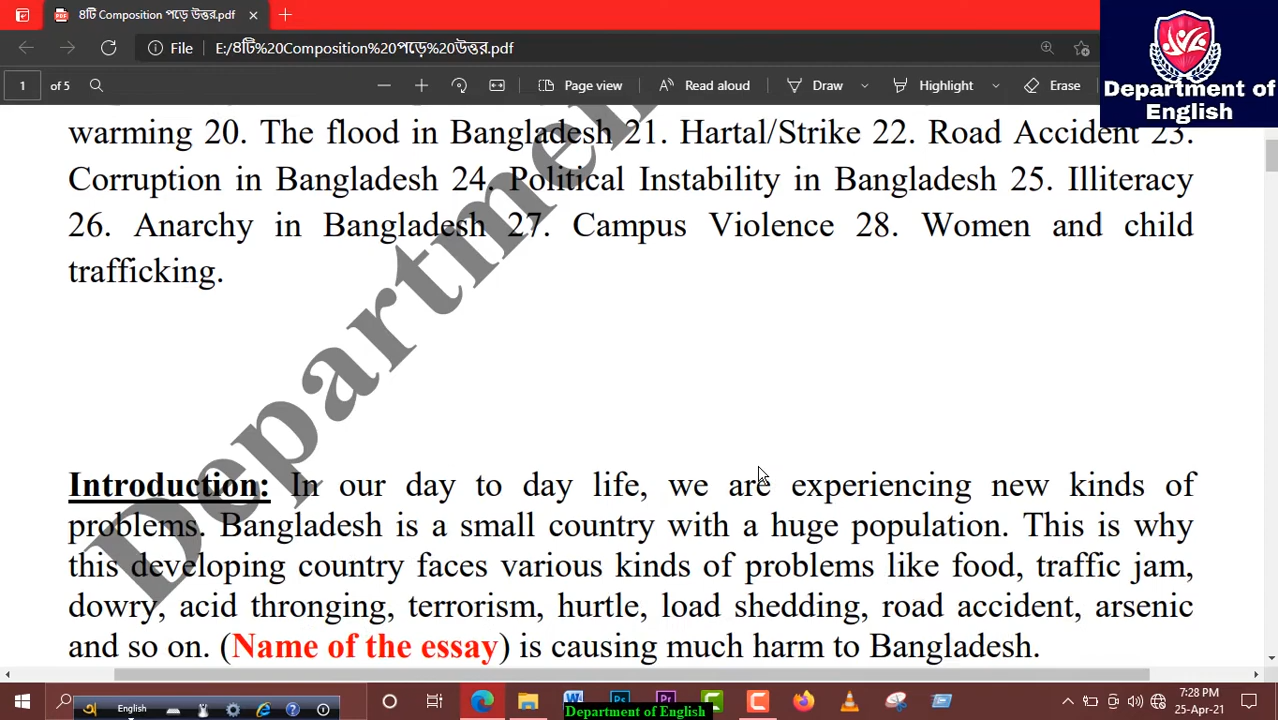 8টি Composition পড়ে উত্তর.pdf
File E:/8টি%20Composition%20পড়ে%20উত্তর.pdf
Department of
English
1 of 5 Page view Read aloud Draw Highlight Erase
warming 20. The flood in Bangladesh 21. Hartal/Strike 22. Road Accident 23.
Corruption in Bangladesh 24. Political Instability in Bangladesh 25. Illiteracy
26. Anarchy in Bangladesh 27. Campus Violence 28. Women and child
trafficking.
Departmen
Introduction: In our day to day life, we are experiencing new kinds of
problems. Bangladesh is a small country with a huge population. This is why
this developing country faces various kinds of problems like food, traffic jam,
dowry, acid thronging, terrorism, hurtle, load shedding, road accident, arsenic
and so on. (Name of the essay) is causing much harm to Bangladesh.
English
Department of English
7:28 PM
25-Apr-21